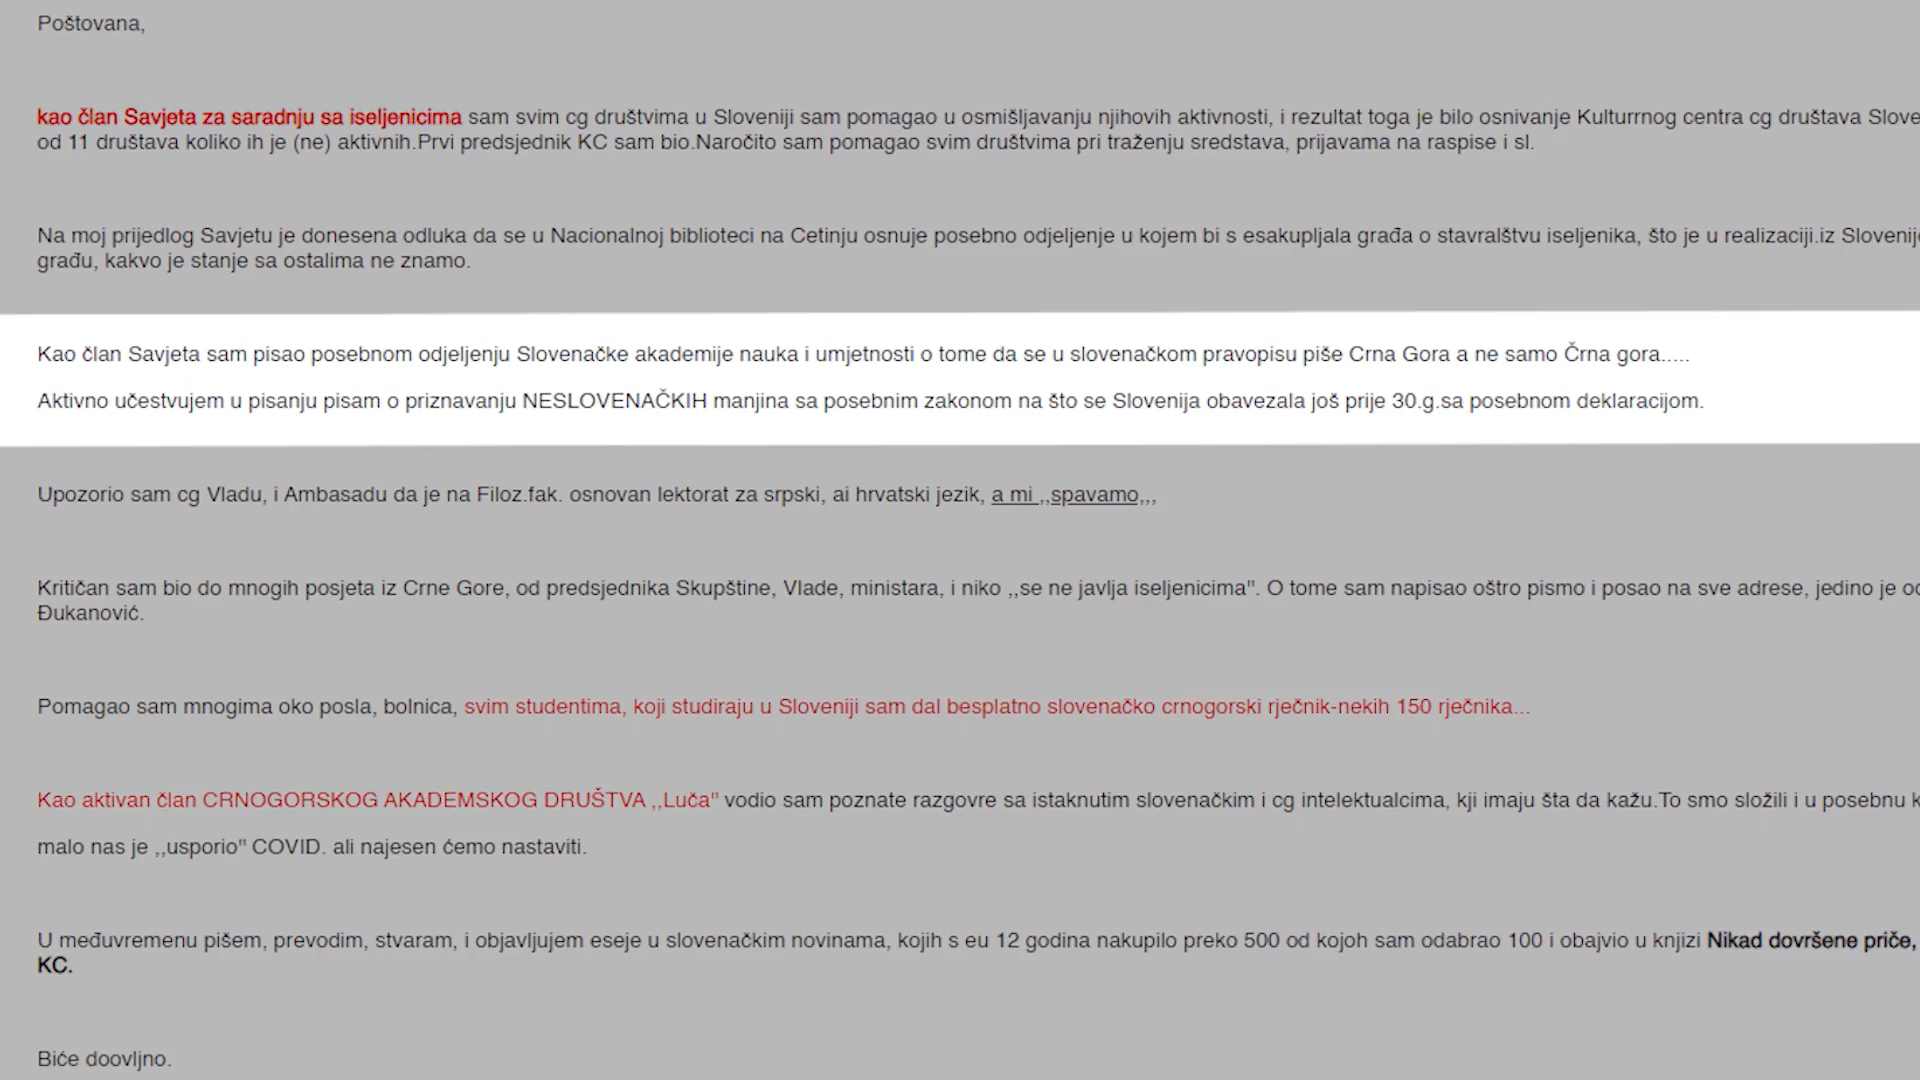 Poštovana,
kao član Savjeta za saradnju sa iseljenicima sam svim cg društvima u Sloveniji sam pomagao u osmišljavanju njihovih aktivnosti, i rezultat toga je bilo osnivanje Kulturrnog centra cg društava Slove
od 11 društava koliko ih je (ne) aktivnih.Prvi predsjednik KC sam bio.Naročito sam pomagao svim društvima pri traženju sredstava, prijavama na raspise i sl.
Na moj prijedlog Savjetu je donesena odluka da se u Nacionalnoj biblioteci na Cetinju osnuje posebno odjeljenje u kojem bi s esakupljala građa o stavralštvu iseljenika, što je u realizaciji.iz Slovenije
građu, kakvo je stanje sa ostalima ne znamo.
Kao član Savjeta sam pisao posebnom odjeljenju Slovenačke akademije nauka i umjetnosti o tome da se u slovenačkom pravopisu piše Crna Gora a ne samo Črna gora.....
Aktivno učestvujem u pisanju pisam o priznavanju NESLOVENAČKIH manjina sa posebnim zakonom na što se Slovenija obavezala još prije 30.g.sa posebnom deklaracijom.
Upozorio sam cg Vladu, i Ambasadu da je na Filoz.fak. osnovan lektorat za srpski, ai hrvatski jezik, a mi ,,spavamo,,,
Kritičan sam bio do mnogih posjeta iz Crne Gore, od predsjednika Skupštine, Vlade, ministara, i niko ,,se ne javlja iseljenicima". O tome sam napisao oštro pismo i posao na sve adrese, jedino je od
Đukanović.
Pomagao sam mnogima oko posla, bolnica, svim studentima, koji studiraju u Sloveniji sam dal besplatno slovenačko crnogorski rječnik-nekih 150 rječnika...
Kao aktivan član CRNOGORSKOG AKADEMSKOG DRUŠTVA ,,Luča" vodio sam poznate razgovre sa istaknutim slovenačkim i cg intelektualcima, kji imaju šta da kažu.To smo složili i u posebnu k
malo nas je ,,usporio" COVID. ali najesen ćemo nastaviti.
U međuvremenu pišem, prevodim, stvaram, i objavljujem eseje u slovenačkim novinama, kojih s eu 12 godina nakupilo preko 500 od kojoh sam odabrao 100 i obajvio u knjizi Nikad dovršene priče,
KC.
Biće doovljno.